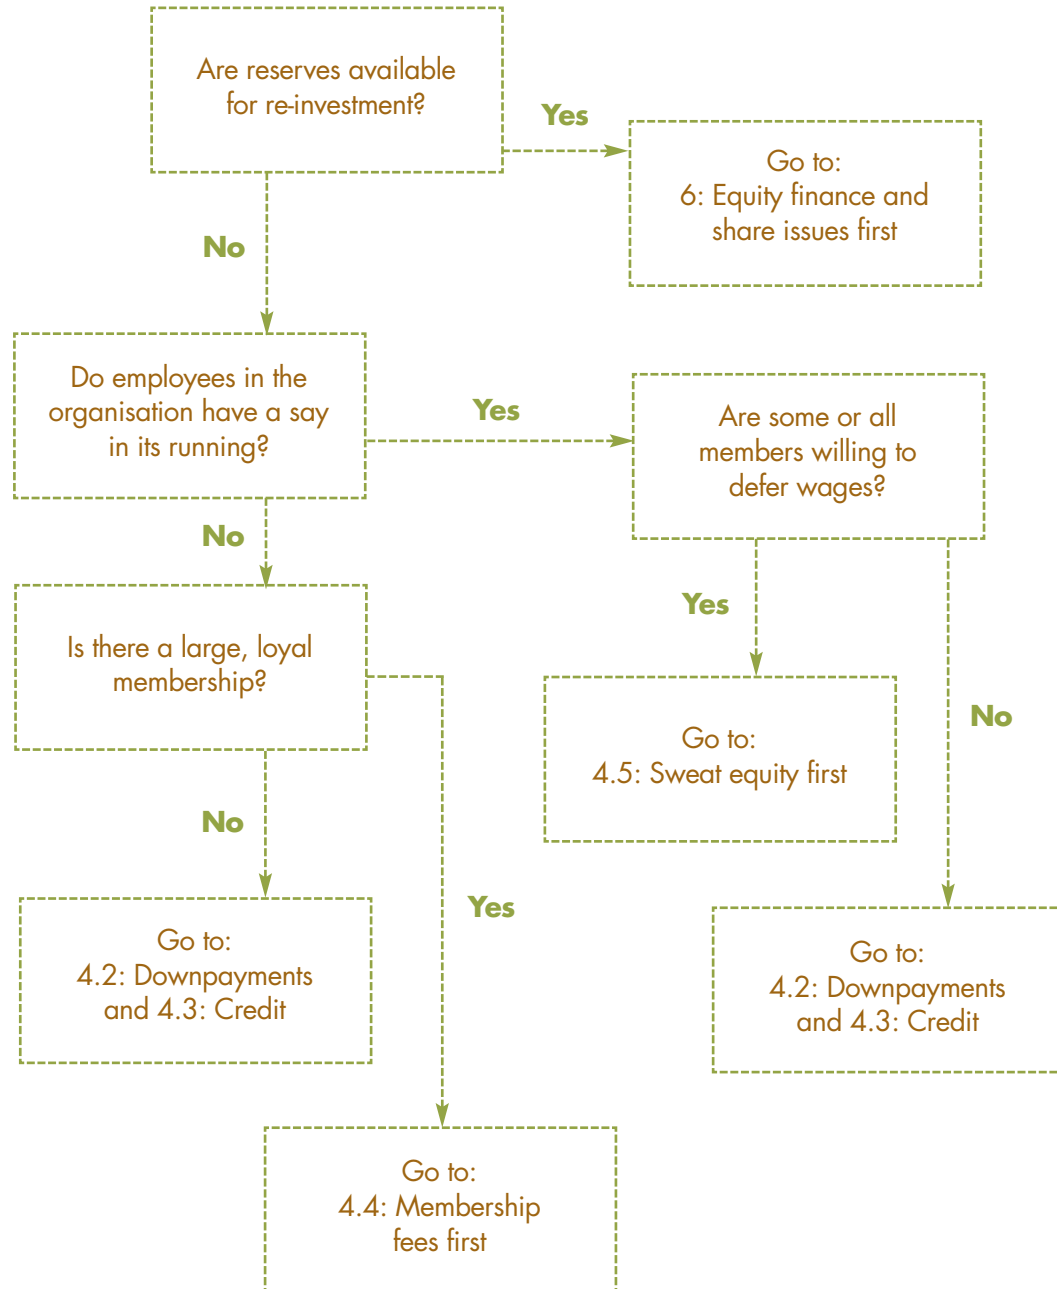 Are reserves available
for re-investment?
Yes
Go to:
6: Equity finance and
share issues first
No
Do employees in the
organisation have a say
in its running?
Yes
Are some or all
members willing to
defer wages?
No
Is there a large, loyal
membership?
Yes
Go to:
4.5: Sweat equity first
No
No
Go to:
4.2: Downpayments
and 4.3: Credit
Yes
Go to:
4.2: Downpayments
and 4.3: Credit
Go to:
4.4: Membership
fees first